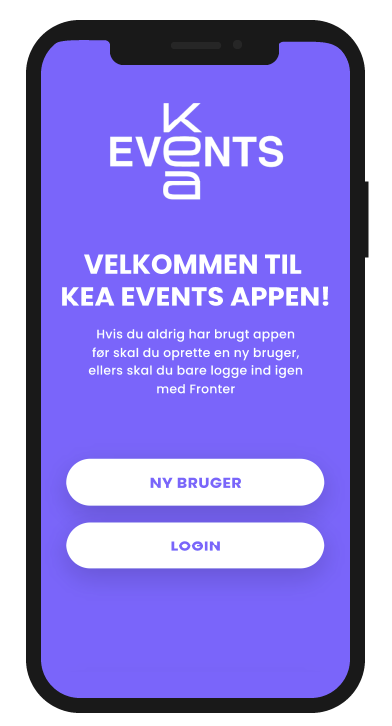 K
EVENTS
a
VELKOMMEN TIL
KEA EVENTS APPEN!
Hvis du aldrig har brugt appen
før skal du oprette en ny bruger,
ellers skal du bare logge ind igen
med Fronter
NY BRUGER
LOGIN